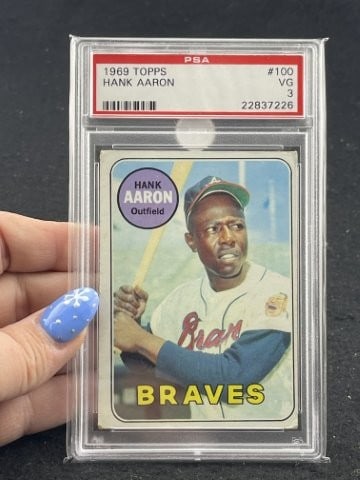 PSA
1969 TOPPS #100
HANK AARON VG
3
22837226
HANK
AARON
Outfield
A
Braves
BRAVES